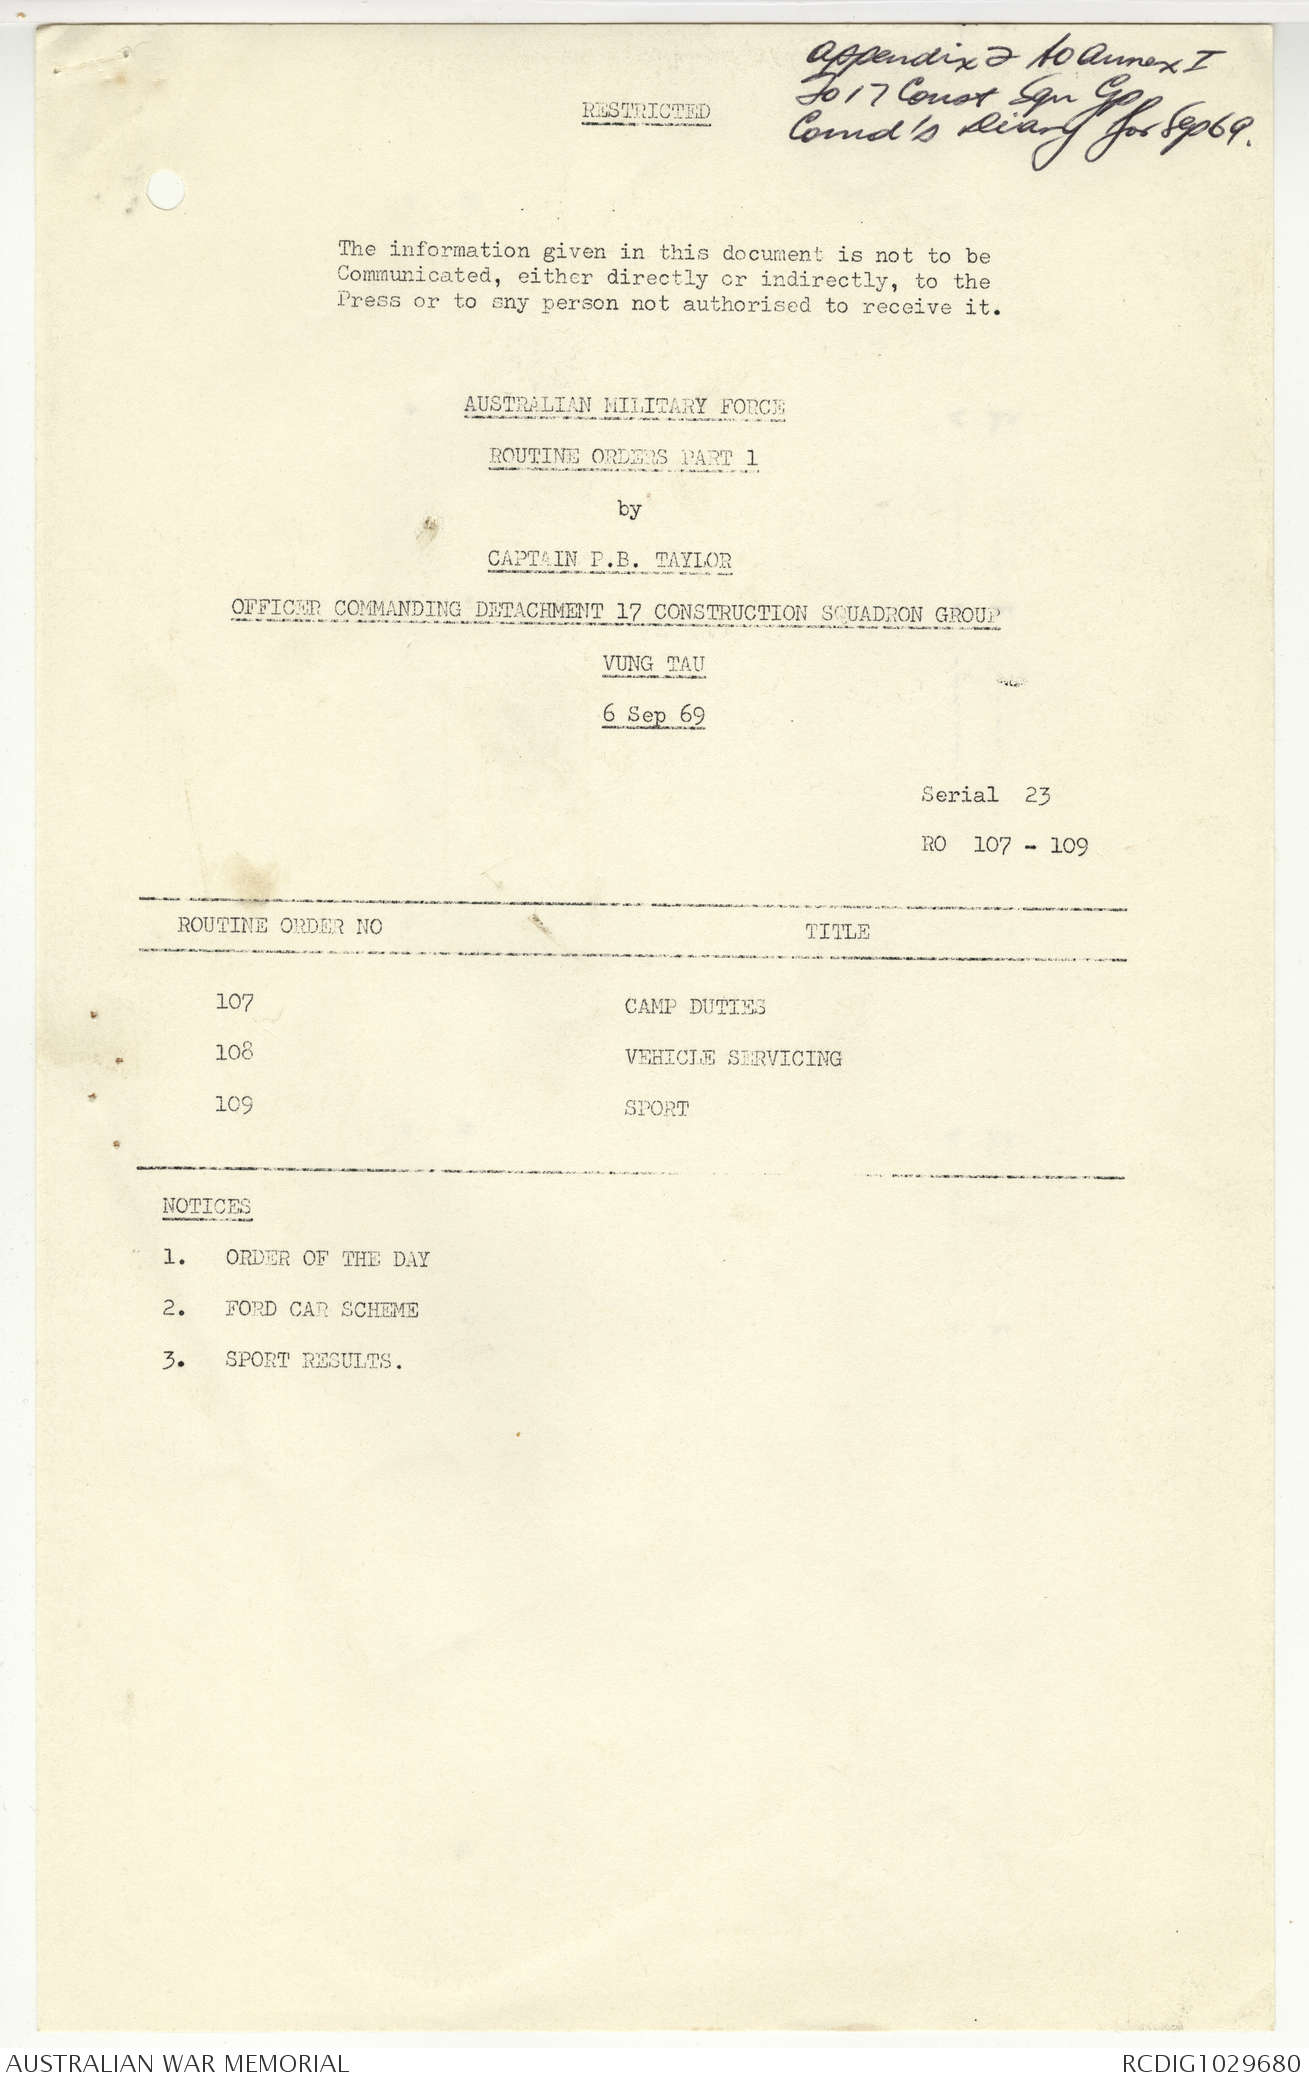 Appendix 2 to Annex I
To 17 Const Sqn Gp
Comd's Diary for Sep 69.
RESTRICTED
The information given in this document is not to be
Communicated, either directly or indirectly, to the
Press or to sny person not authorised to receive it.
AUSTRALIAN MILITARY FORCE
ROUTINE ORDERS PART 1
by
CAPTAIN P.B. TAYLOR
OFFICER COMMANDING DETACHMENT 17 CONSTRUCTION SQUADRON GROUP
VUNG TAU
6 Sep 69
Serial 23
RO 107 - 109
ROUTINE ORDER NO TITLE
107 CAMP DUTIES
108 VEHICLE SERVICING
109 SPORT
NOTICES
1. ORDER OF THE DAY
2. FORD CAR SCHEME
3. SPORT RESULTS.
AUSTRALIAN WAR MEMORIAL RCDIG1029680